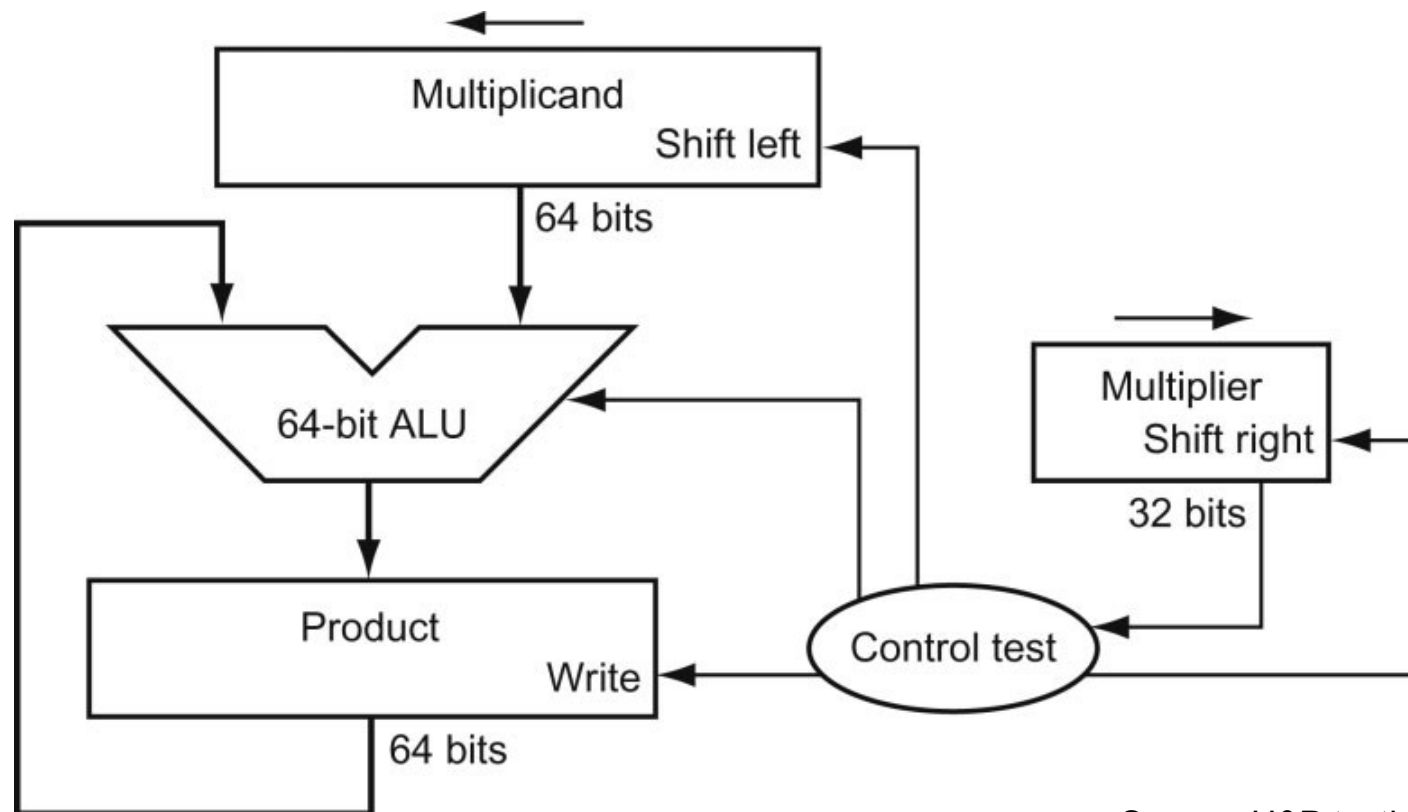 Multiplicand
Shift left
64 bits
Multiplier
64-bit ALU
Shift right
32 bits
Product
Control test
Write
64 bits